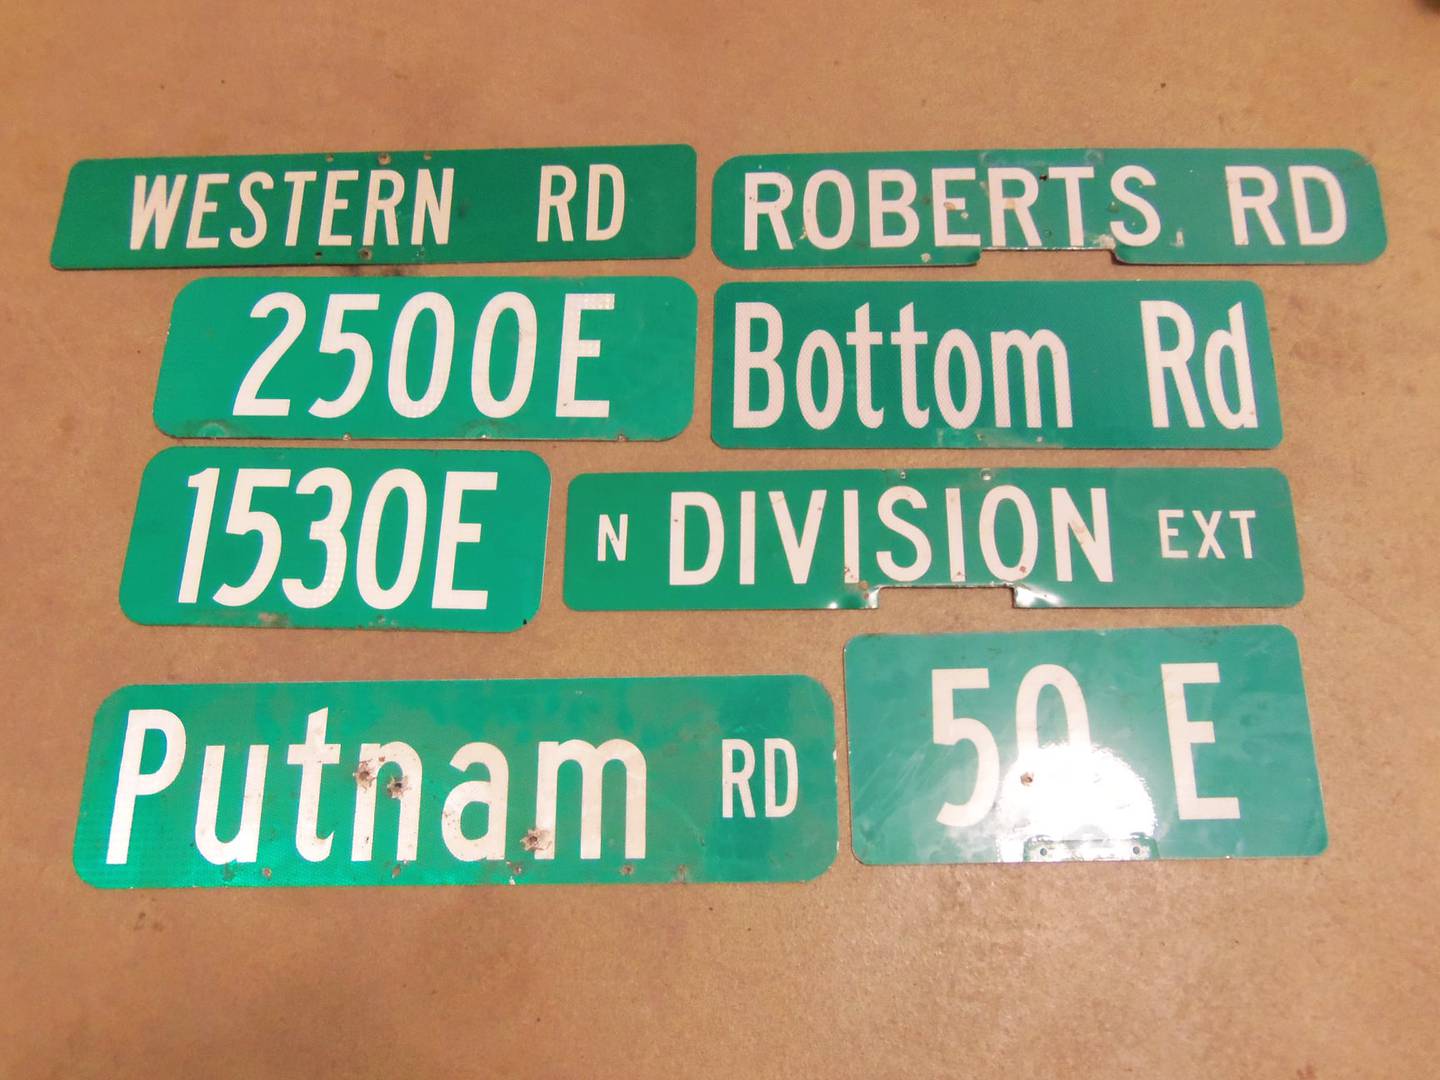 WESTERN RD
ROBERTS RD
2500E
Bottom Rd
1530E
N DIVISION EXT
Putnam RD
50 E